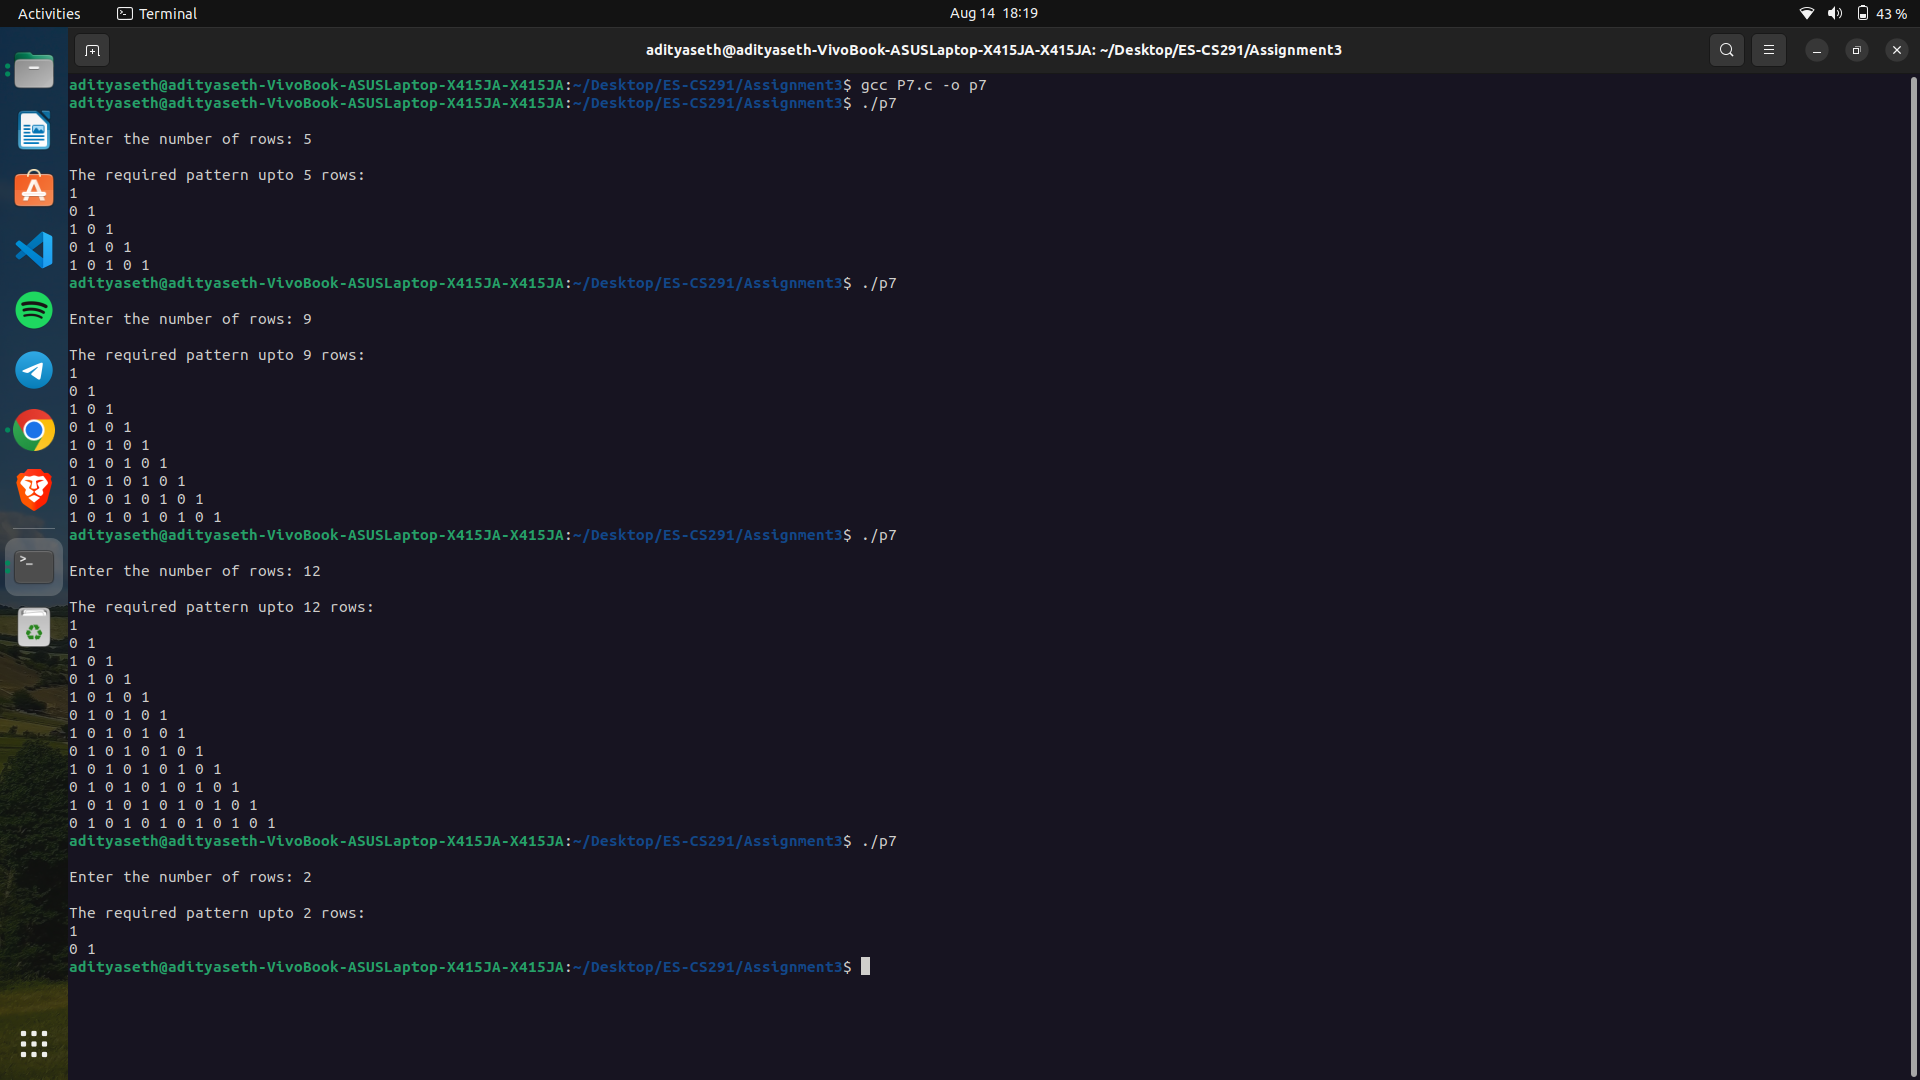 Activities Terminal Aug 14 18:19 43 %
adityaseth@adityaseth-VivoBook-ASUSLaptop-X415JA-X415JA: ~/Desktop/ES-CS291/Assignment3
adityaseth@adityaseth-VivoBook-ASUSLaptop-X415JA-X415JA:~/Desktop/ES-CS291/Assignment3$ gcc P7.c -o p7
adityaseth@adityaseth-VivoBook-ASUSLaptop-X415JA-X415JA:~/Desktop/ES-CS291/Assignment3$ ./p7
Enter the number of rows: 5
The required pattern upto 5 rows:
1
0 1
1 0 1
0 1 0 1
1 0 1 0 1
adityaseth@adityaseth-VivoBook-ASUSLaptop-X415JA-X415JA:~/Desktop/ES-CS291/Assignment3$ ./p7
Enter the number of rows: 9
The required pattern upto 9 rows:
1
0 1
1 0 1
0 1 0 1
1 0 1 0 1
0 1 0 1 0 1
1 0 1 0 1 0 1
0 1 0 1 0 1 0 1
1 0 1 0 1 0 1 0 1
adityaseth@adityaseth-VivoBook-ASUSLaptop-X415JA-X415JA:~/Desktop/ES-CS291/Assignment3$ ./p7
Enter the number of rows: 12
The required pattern upto 12 rows:
1
0 1
1 0 1
0 1 0 1
1 0 1 0 1
0 1 0 1 0 1
1 0 1 0 1 0 1
0 1 0 1 0 1 0 1
1 0 1 0 1 0 1 0 1
0 1 0 1 0 1 0 1 0 1
1 0 1 0 1 0 1 0 1 0 1
0 1 0 1 0 1 0 1 0 1 0 1
adityaseth@adityaseth-VivoBook-ASUSLaptop-X415JA-X415JA:~/Desktop/ES-CS291/Assignment3$ ./p7
Enter the number of rows: 2
The required pattern upto 2 rows:
1
0 1
adityaseth@adityaseth-VivoBook-ASUSLaptop-X415JA-X415JA:~/Desktop/ES-CS291/Assignment3$